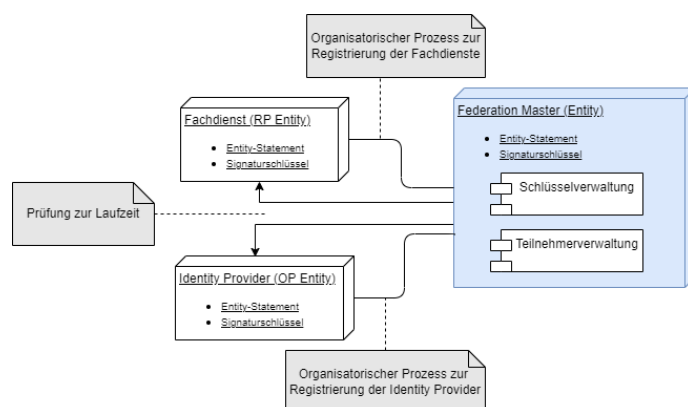 Organisatorischer Prozess zur
Registrierung der Fachdienste
Fachdienst (RP Entity)
Entity-Statement
Signaturschlüssel
Federation Master (Entity)
Entity-Statement
Signaturschlüssel
Schlüsselverwaltung
Teilnehmerverwaltung
Prüfung zur Laufzeit
Identity Provider (OP Entity)
Entity-Statement
Signaturschlüssel
Organisatorischer Prozess zur
Registrierung der Identity Provider